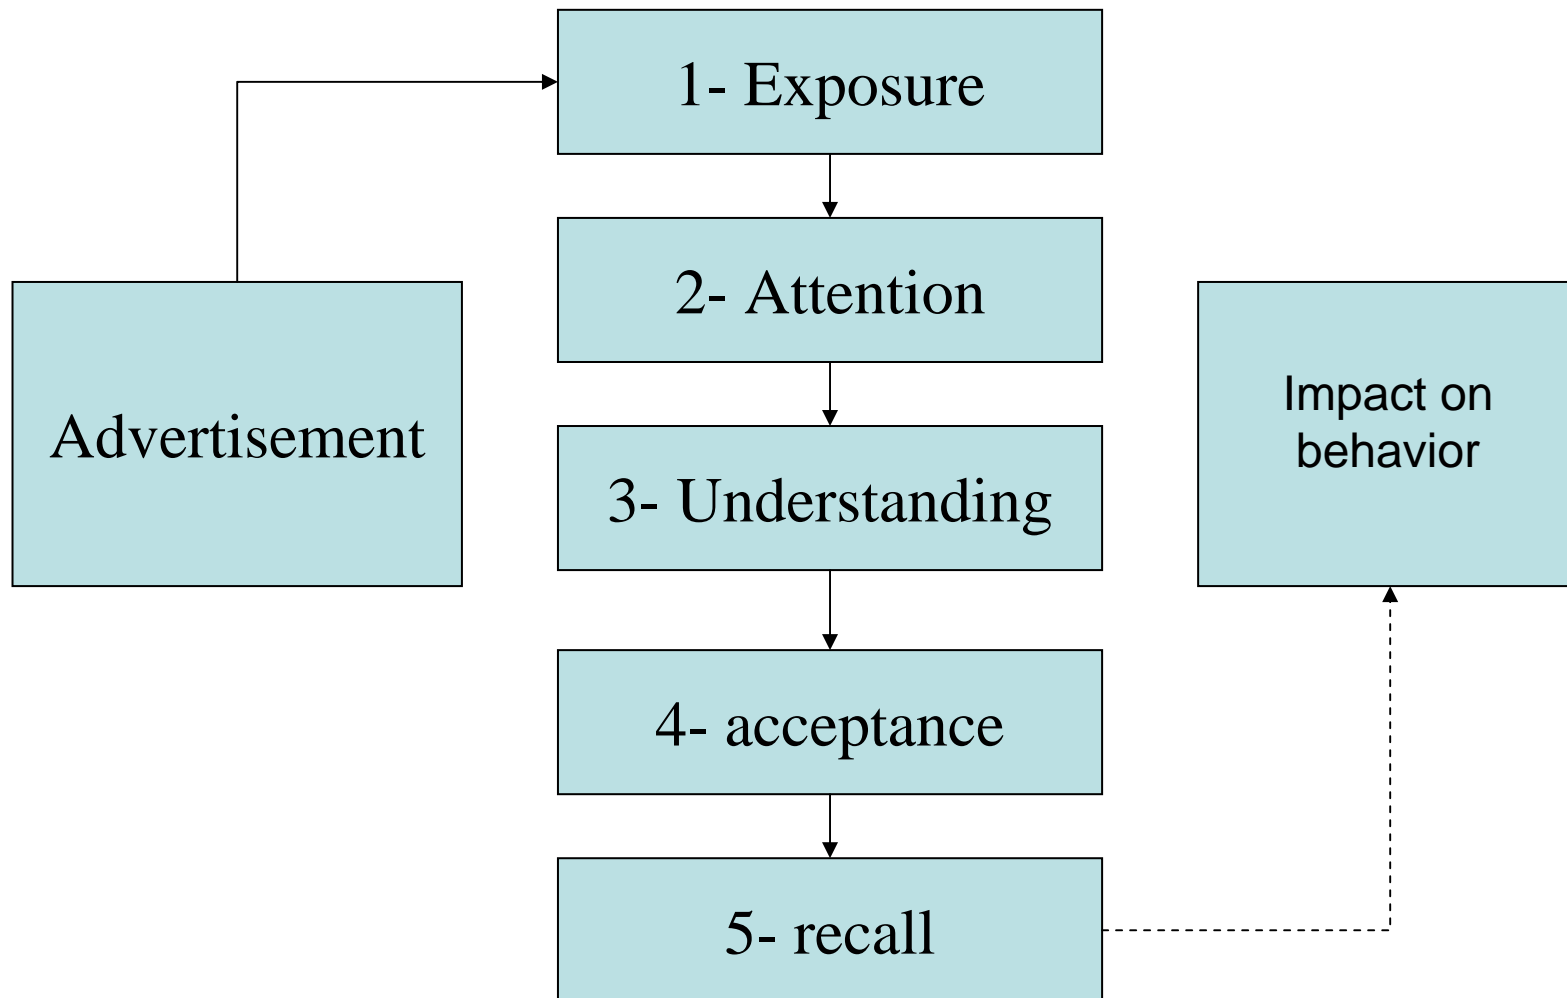 1- Exposure
2- Attention
Advertisement
3- Understanding
Impact on
behavior
4- acceptance
5- recall